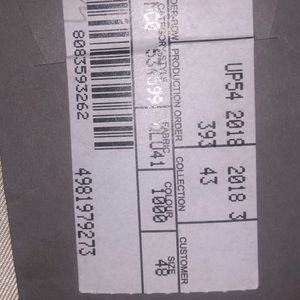 8083593262
PRODUCTION ORDER
UP54 2018
2018 3
FABRIC
393
43
COLLECTION
CUSTOMER
COLOUR
1000
SIZE
48
4981979273